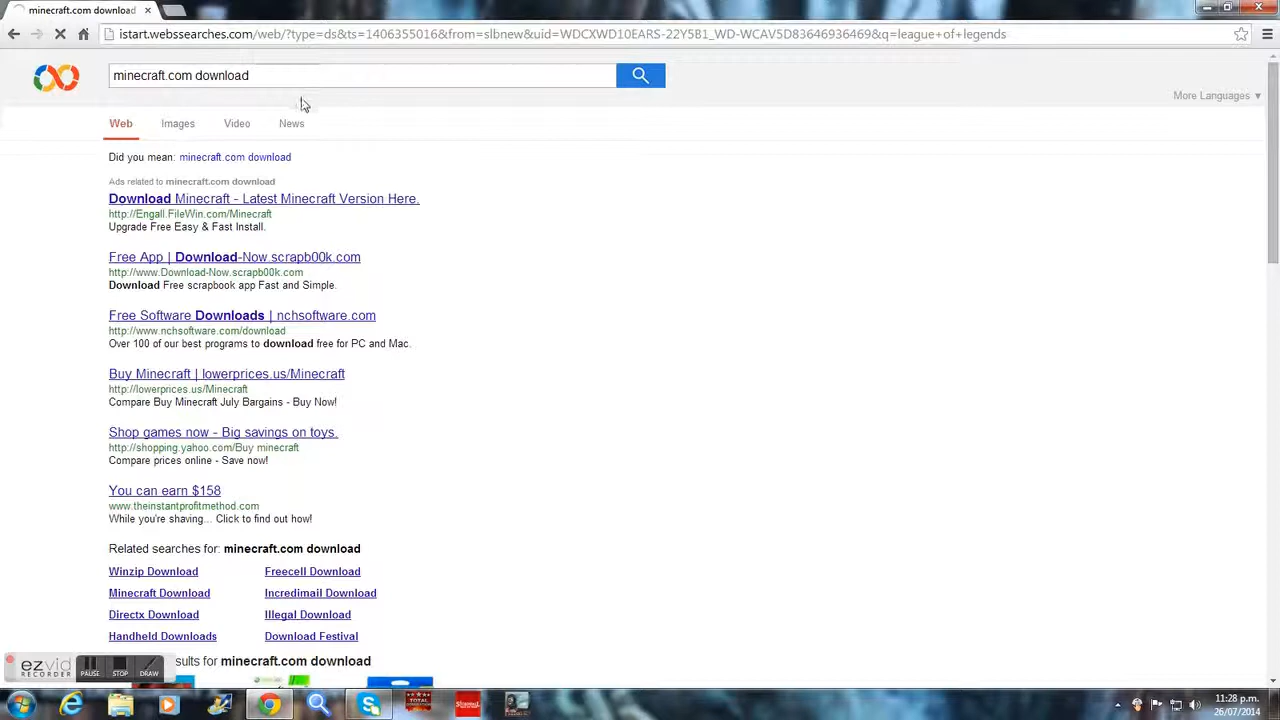 minecraft.com download
istart.webssearches.com/web/?type=ds&ts=1406355016&from=slbnew&uid=WDCXWD10EARS-22Y5B1_WD-WCAV5D83646936469&q=league+of+legends
minecraft.com download
More Languages ▼
Web Images Video News
Did you mean: minecraft.com download
Ads related to minecraft.com download
Download Minecraft - Latest Minecraft Version Here.
http://Engall.FileWin.com/Minecraft
Upgrade Free Easy & Fast Install.
Free App | Download-Now.scrapb00k.com
http://www.Download-Now.scrapb00k.com
Download Free scrapbook app Fast and Simple.
Free Software Downloads | nchsoftware.com
http://www.nchsoftware.com/download
Over 100 of our best programs to download free for PC and Mac.
Buy Minecraft | lowerprices.us/Minecraft
http://lowerprices.us/Minecraft
Compare Buy Minecraft July Bargains - Buy Now!
Shop games now - Big savings on toys.
http://shopping.yahoo.com/Buy minecraft
Compare prices online - Save now!
You can earn $158
www.theinstantprofitmethod.com
While you're shaving... Click to find out how!
Related searches for: minecraft.com download
Winzip Download Freecell Download
Minecraft Download Incredimail Download
Directx Download Illegal Download
Handheld Downloads Download Festival
sults for minecraft.com download
ezvid
RECORDER
PAUSE STOP DRAW
11:28 p.m.
26/07/2014